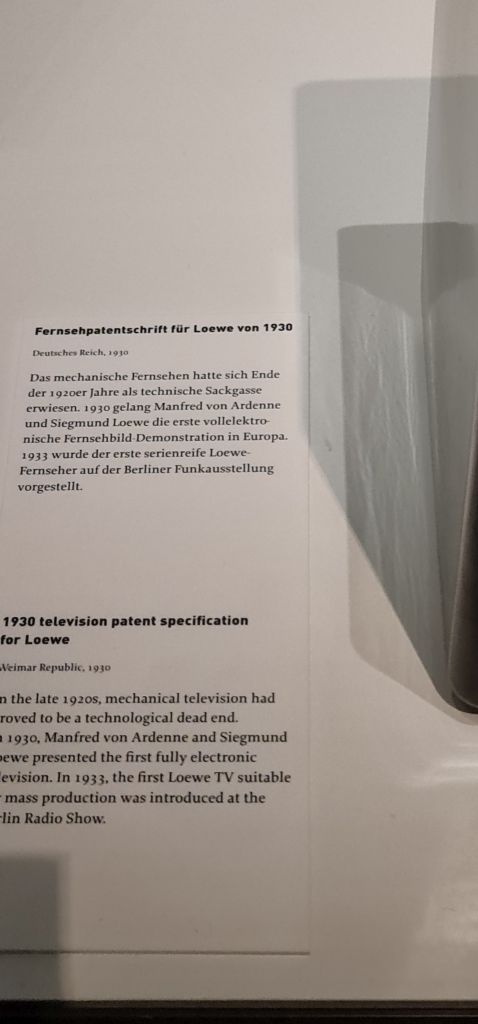 Fernsehpatentschrift für Loewe von 1930
Deutsches Reich, 1930
Das mechanische Fernsehen hatte sich Ende
der 1920er Jahre als technische Sackgasse
erwiesen. 1930 gelang Manfred von Ardenne
und Siegmund Loewe die erste vollelektro-
nische Fernsehbild-Demonstration in Europa.
1933 wurde der erste serienreife Loewe-
Fernseher auf der Berliner Funkausstellung
vorgestellt.
1930 television patent specification
for Loewe
Weimar Republic, 1930
n the late 1920s, mechanical television had
roved to be a technological dead end.
n 1930, Manfred von Ardenne and Siegmund
oewe presented the first fully electronic
levision. In 1933, the first Loewe TV suitable
r mass production was introduced at the
rlin Radio Show.